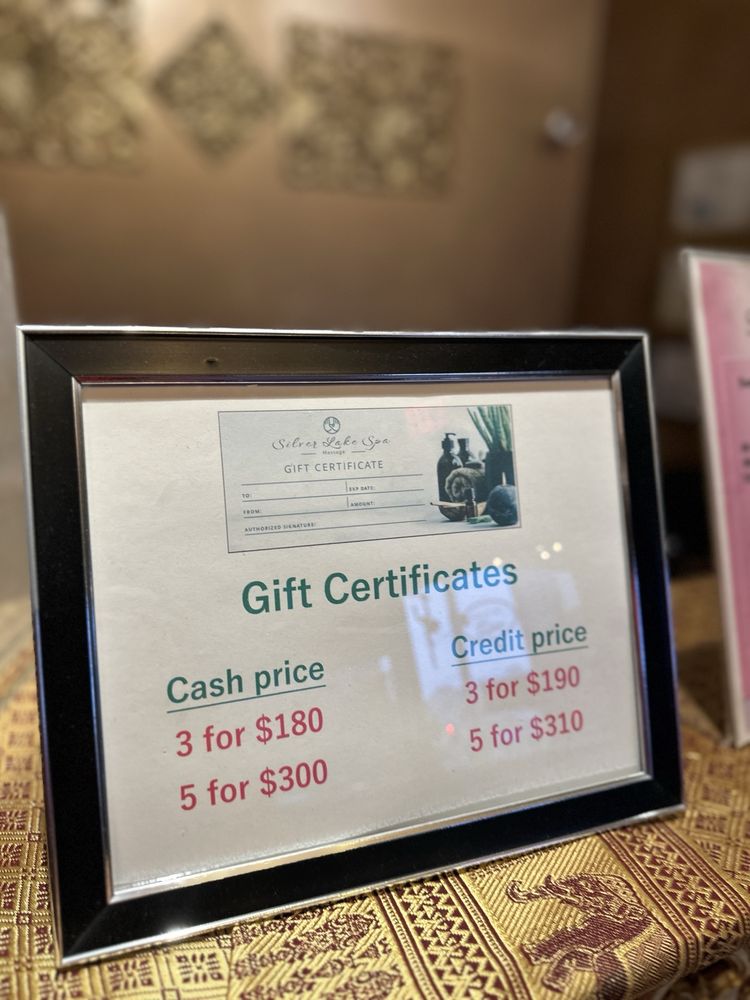 Silver Lake Spa
Massage
GIFT CERTIFICATE
TO:
EXP DATE:
FROM:
AMOUNT:
AUTHORIZED SIGNATURE:
Gift Certificates
Cash price
3 for $180
5 for $300
Credit price
3 for $190
5 for $310